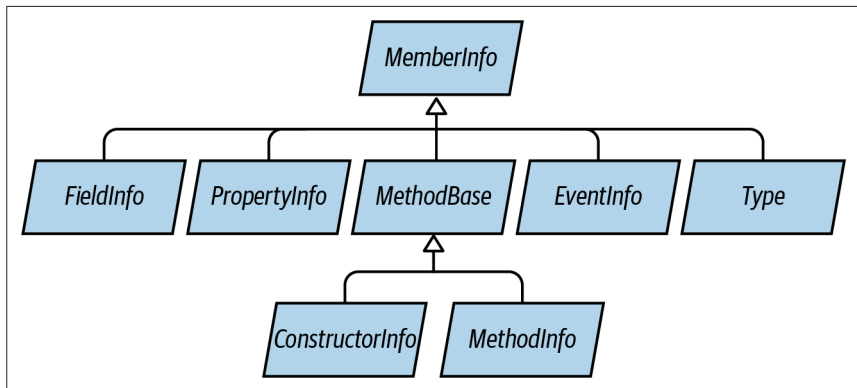 MemberInfo
FieldInfo
PropertyInfo
MethodBase
EventInfo
Type
ConstructorInfo
MethodInfo